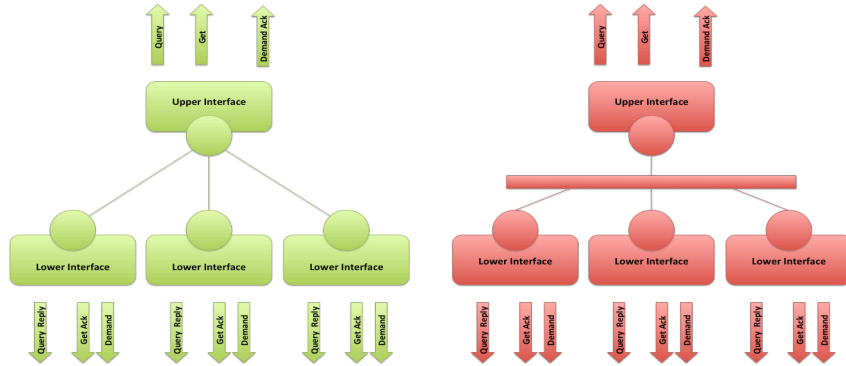 Query Get Demand Ack
Query Get Demand Ack
Upper Interface
Upper Interface
Lower Interface Lower Interface Lower Interface
Lower Interface Lower Interface Lower Interface
Query Reply Get Ack Demand Query Reply Get Ack Demand Query Reply Get Ack Demand
Query Reply Get Ack Demand Query Reply Get Ack Demand Query Reply Get Ack Demand